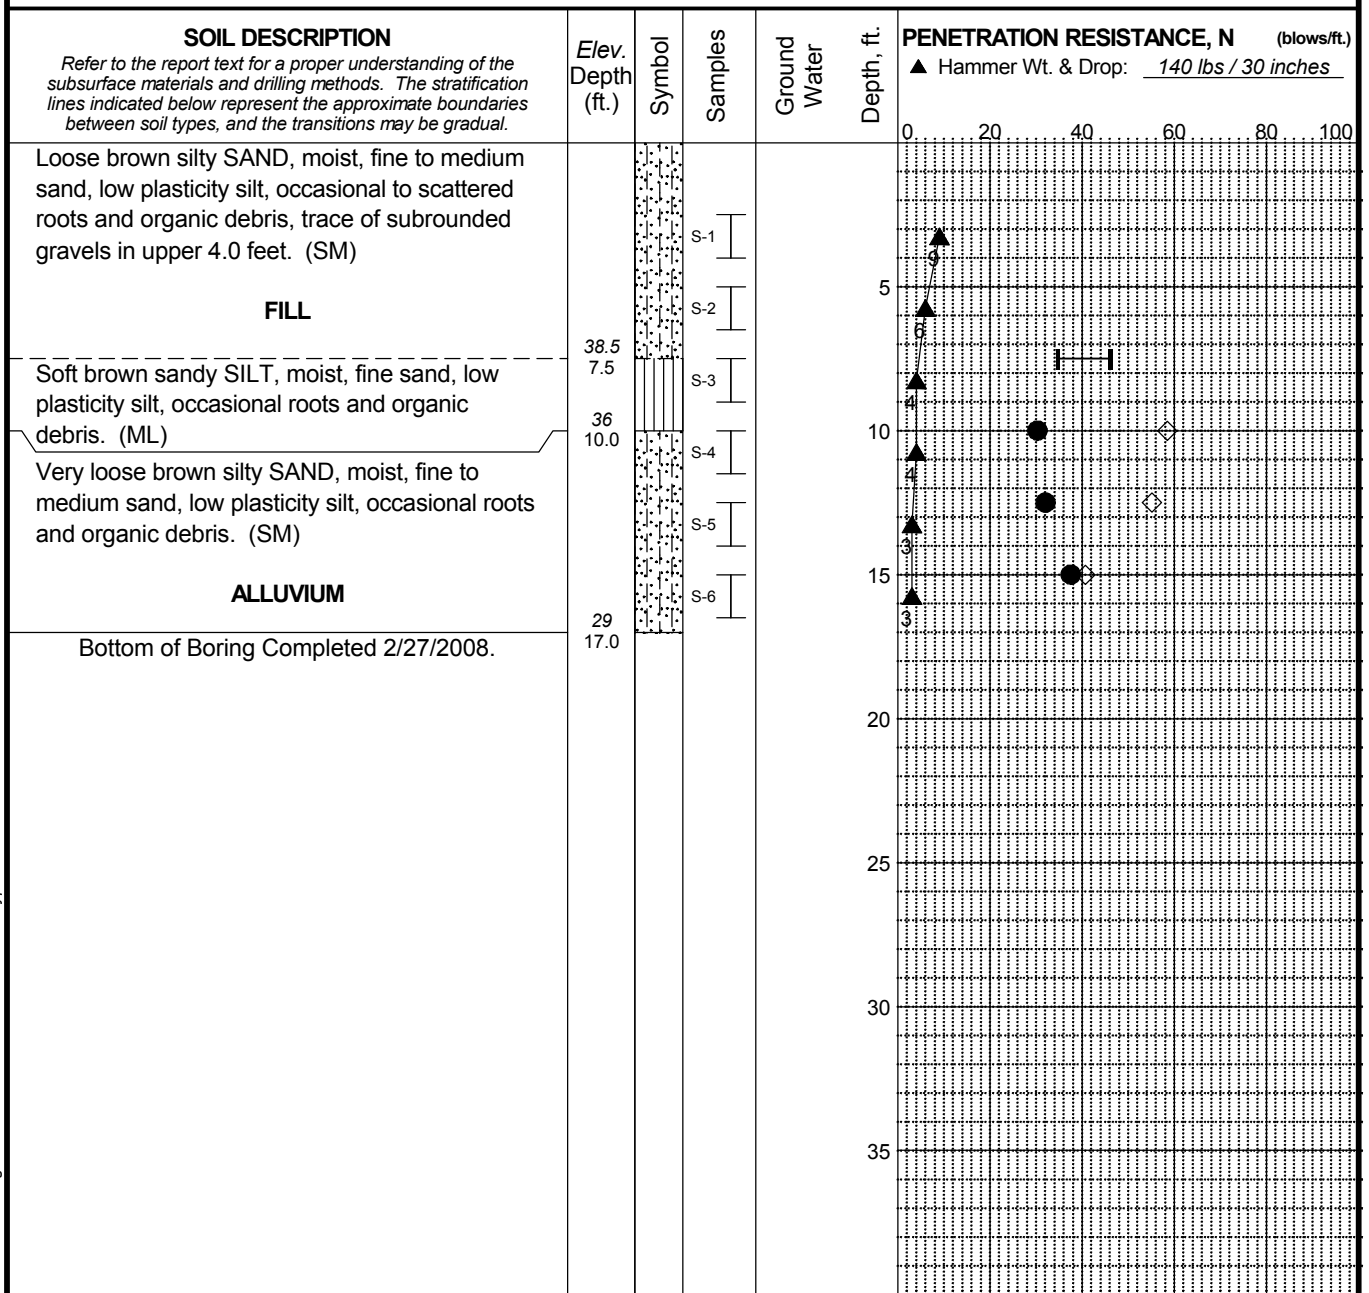 SOIL DESCRIPTION
Refer to the report text for a proper understanding of the
subsurface materials and drilling methods. The stratification
lines indicated below represent the approximate boundaries
between soil types, and the transitions may be gradual.
Elev.
Depth
(ft.)
Symbol
Samples
Ground
Water
Depth, ft.
PENETRATION RESISTANCE, N (blows/ft.)
▲ Hammer Wt. & Drop: 140 lbs / 30 inches
0 20 40 60 80 100
Loose brown silty SAND, moist, fine to medium
sand, low plasticity silt, occasional to scattered
roots and organic debris, trace of subrounded
gravels in upper 4.0 feet. (SM)
S-1
9
5
FILL
S-2
6
38.5
7.5
Soft brown sandy SILT, moist, fine sand, low
plasticity silt, occasional roots and organic
debris. (ML)
S-3
4
36
10.0
10
Very loose brown silty SAND, moist, fine to
medium sand, low plasticity silt, occasional roots
and organic debris. (SM)
S-4
4
S-5
3
15
ALLUVIUM
S-6
3
29
17.0
Bottom of Boring Completed 2/27/2008.
20
25
30
35